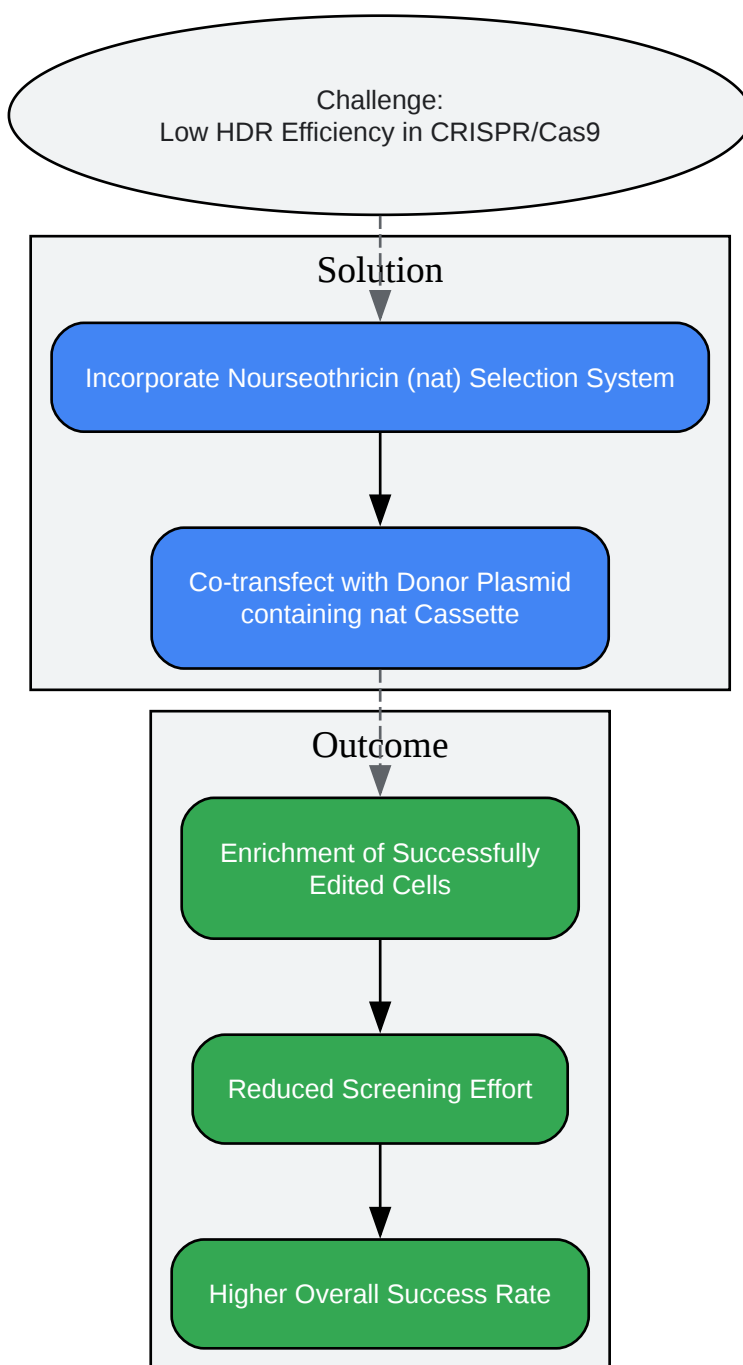 Challenge:
Low HDR Efficiency in CRISPR/Cas9
Solution
Incorporate Nourseothricin (nat) Selection System
Co-transfect with Donor Plasmid
containing nat Cassette
Outcome
Enrichment of Successfully
Edited Cells
Reduced Screening Effort
Higher Overall Success Rate